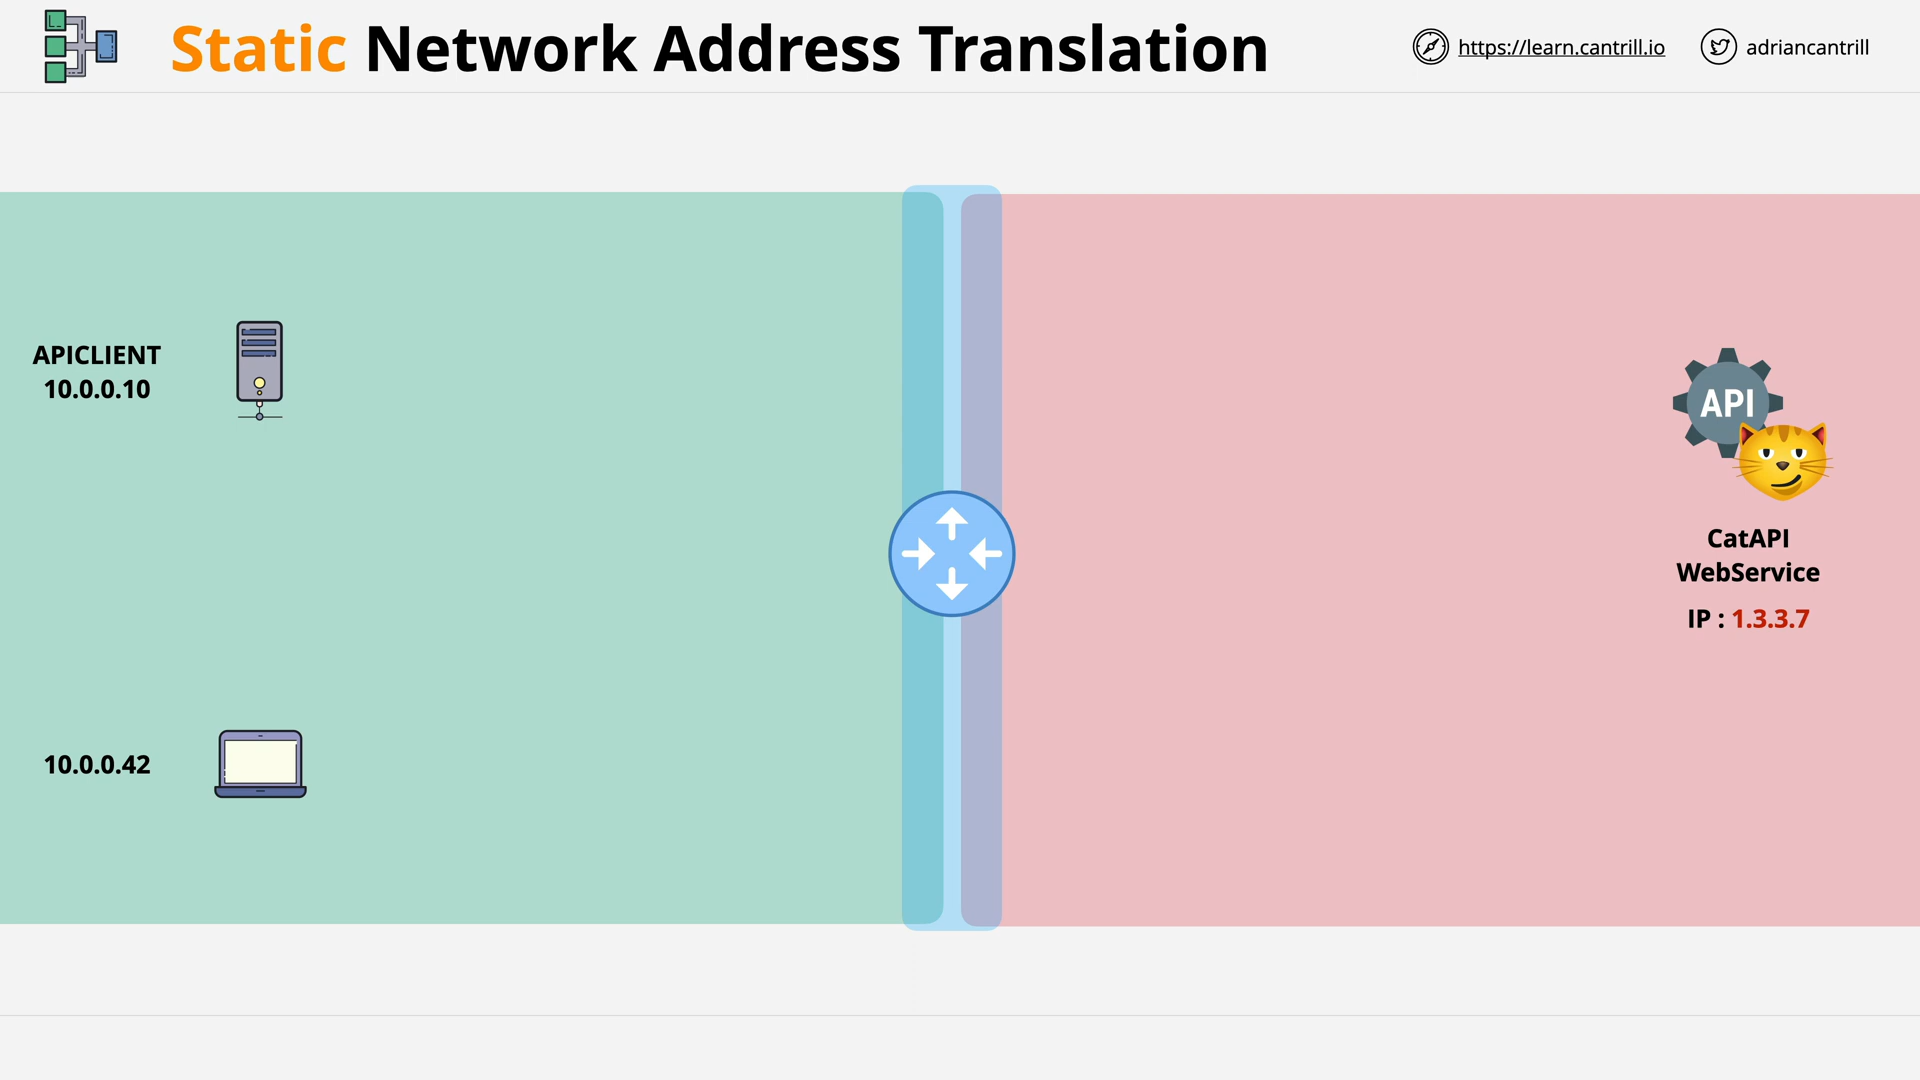 Static Network Address Translation
https://learn.cantrill.io
adriancantrill
APICLIENT
10.0.0.10
API
CatAPI
WebService
IP : 1.3.3.7
10.0.0.42